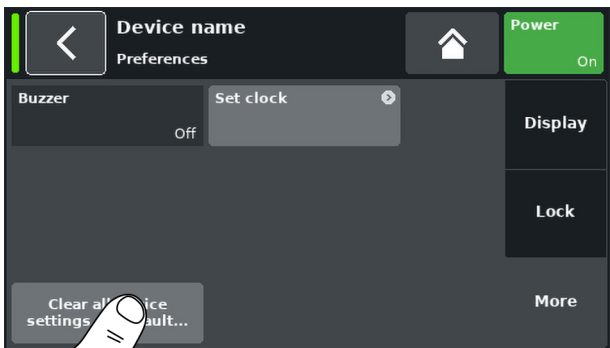 Device name
Preferences
Power
On
Buzzer
Off
Set clock
Display
Lock
Clear all
settings
More